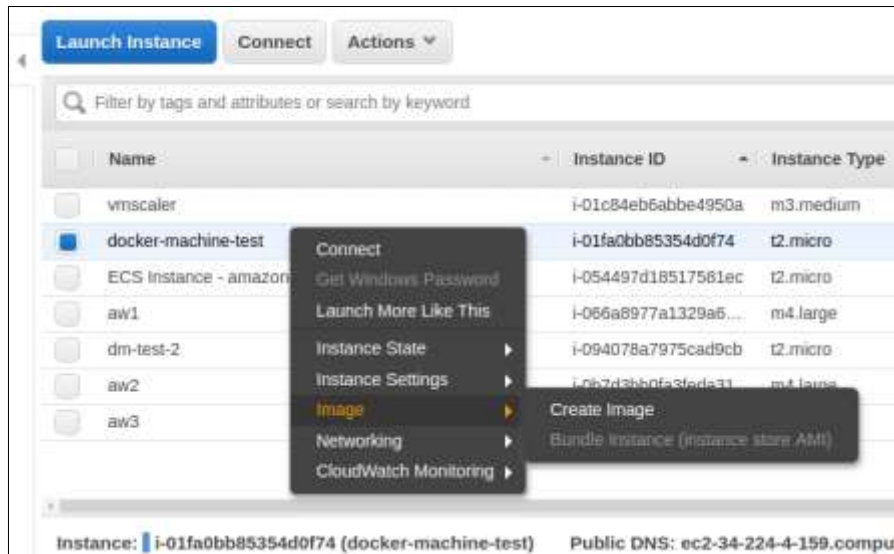 Launch Instance Connect Actions
Filter by tags and attributes or search by keyword
Name Instance ID Instance Type
vmscaler i-01c84eb6abbe4950a m3.medium
docker-machine-test i-01fa0bb85354d0f74 t2.micro
ECS Instance - amazon i-054497d18517581ec t2.micro
aw1 i-066a8977a1329a6... m4.large
dm-test-2 i-094078a7975cad9cb t2.micro
aw2 m4.large
aw3
Connect
Get Windows Password
Launch More Like This
Instance State
Instance Settings
Image
Networking
CloudWatch Monitoring
Create Image
Bundle Instance (instance store AMI)
Instance: i-01fa0bb85354d0f74 (docker-machine-test) Public DNS: ec2-34-224-4-159.compu